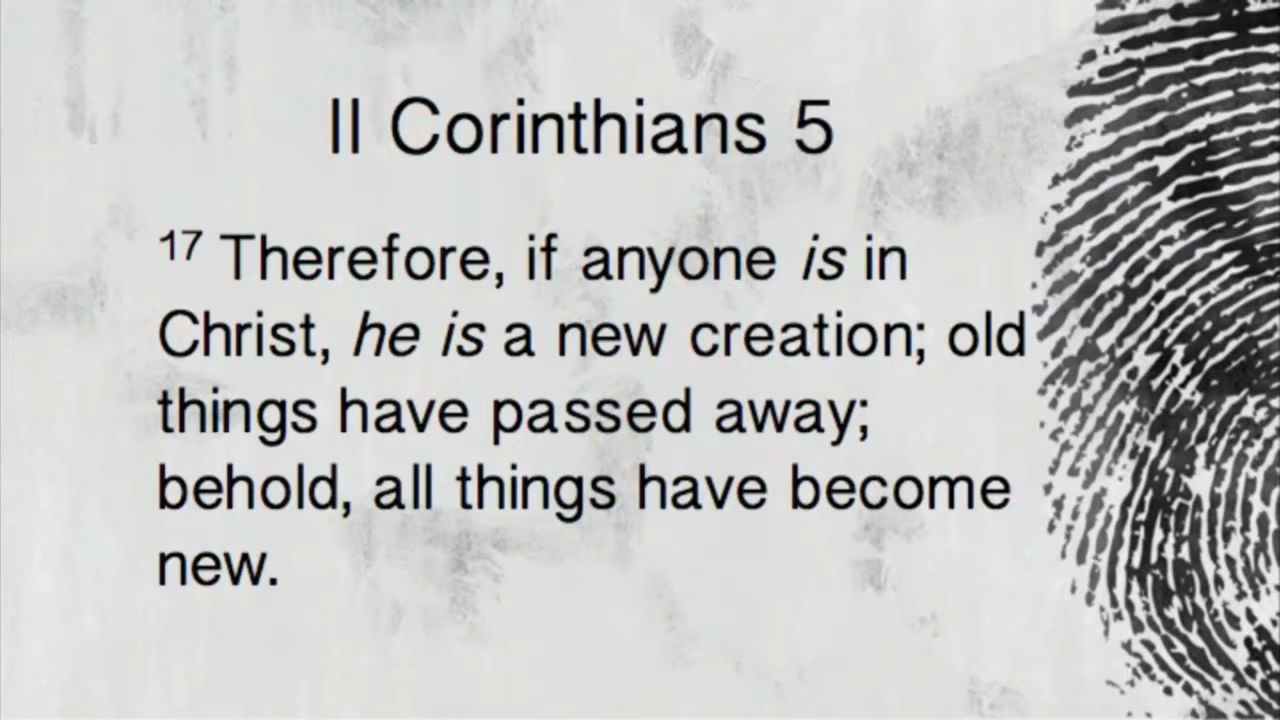 II Corinthians 5
17 Therefore, if anyone is in
Christ, he is a new creation; old
things have passed away;
behold, all things have become
new.